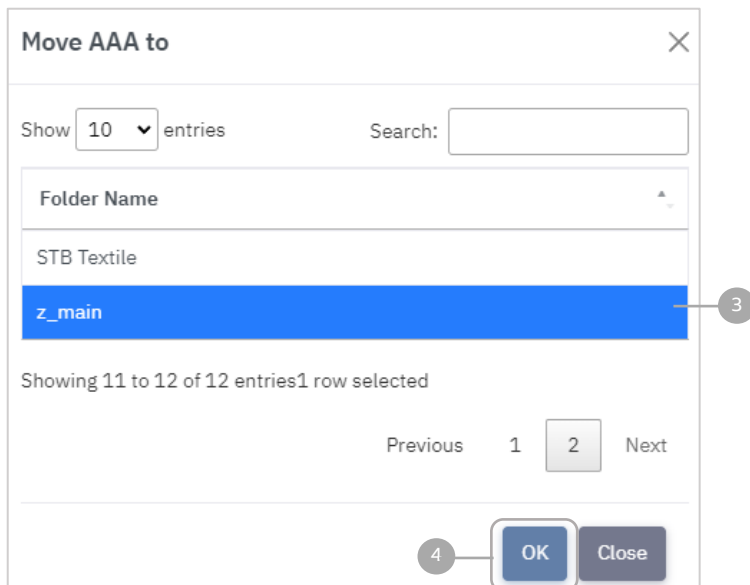 Move AAA to
Show 10 entries Search:
Folder Name
STB Textile
z_main 3
Showing 11 to 12 of 12 entries1 row selected
Previous 1 2 Next
4 OK Close